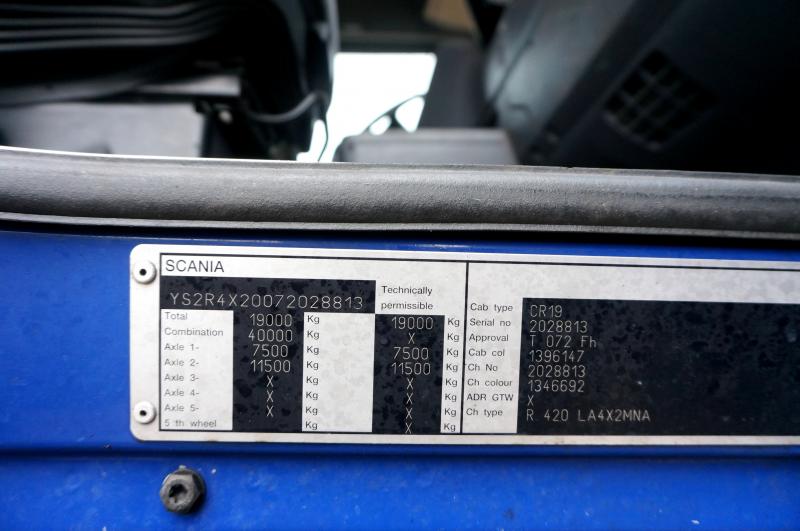 SCANIA
YS2R4X20072028813
Technically
permissible
Total 19000 Kg 19000 Kg
Combination 40000 Kg X Kg
Axle 1- 7500 Kg 7500 Kg
Axle 2- 11500 Kg 11500 Kg
Axle 3- X Kg X Kg
Axle 4- X Kg X Kg
Axle 5- X Kg X Kg
5 th wheel Kg X Kg
Cab type CR19
Serial no 2028813
Approval T 072 Fh
Cab col 1396147
Ch No 2028813
Ch colour 1346692
ADR GTW X
Ch type R 420 LA4X2MNA